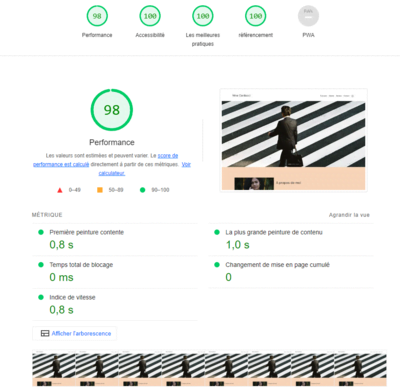 98
100
100
100
Performance
Accessibilité
Les meilleures
pratiques
référencement
PWA
98
Performance
Les valeurs sont estimées et peuvent varier. Le score de
performance est calculé directement à partir de ces métriques. Voir
calculateur.
0–49
50–89
90–100
MÉTRIQUE
Agrandir la vue
Première peinture contente
0,8 s
La plus grande peinture de contenu
1,0 s
Temps total de blocage
0 ms
Changement de mise en page cumulé
0
Indice de vitesse
0,8 s
Afficher l'arborescence